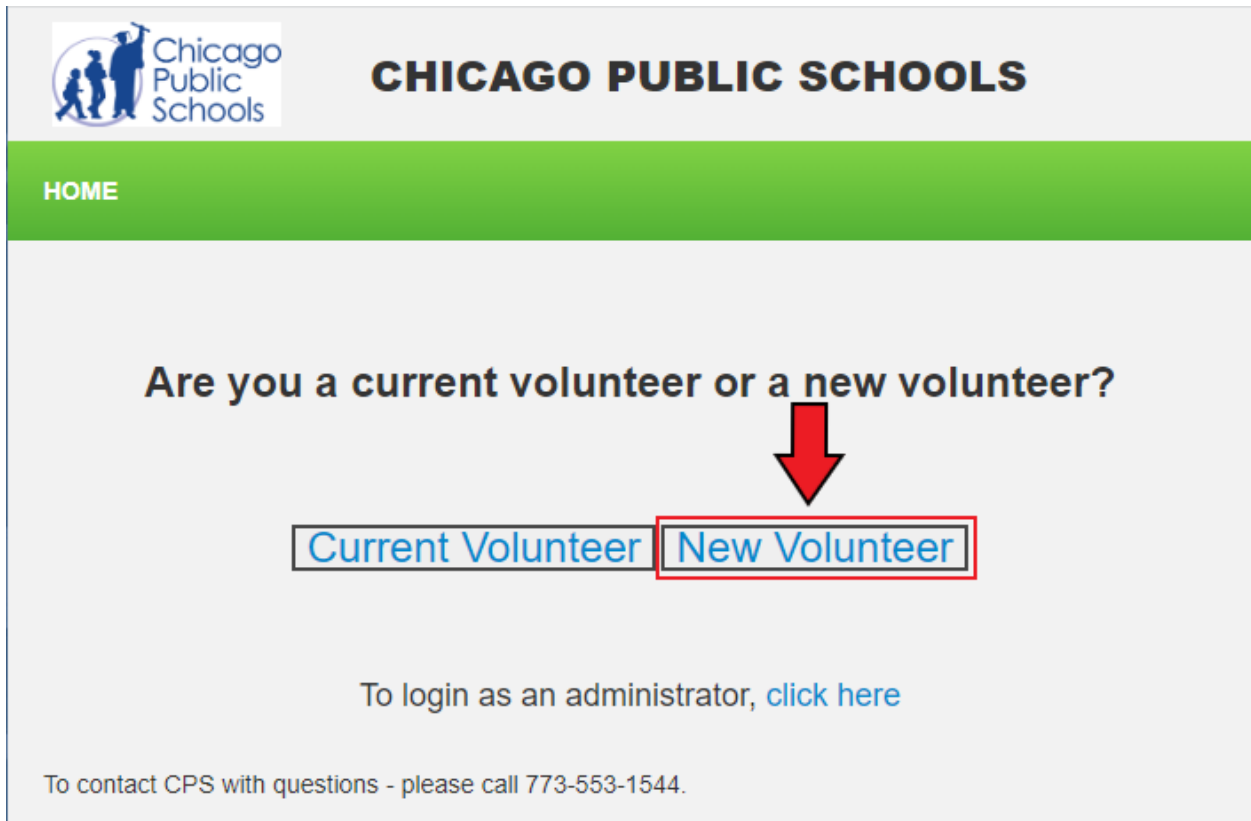 Chicago
Public
Schools
CHICAGO PUBLIC SCHOOLS
HOME
Are you a current volunteer or a new volunteer?
Current Volunteer New Volunteer
To login as an administrator, click here
To contact CPS with questions - please call 773-553-1544.